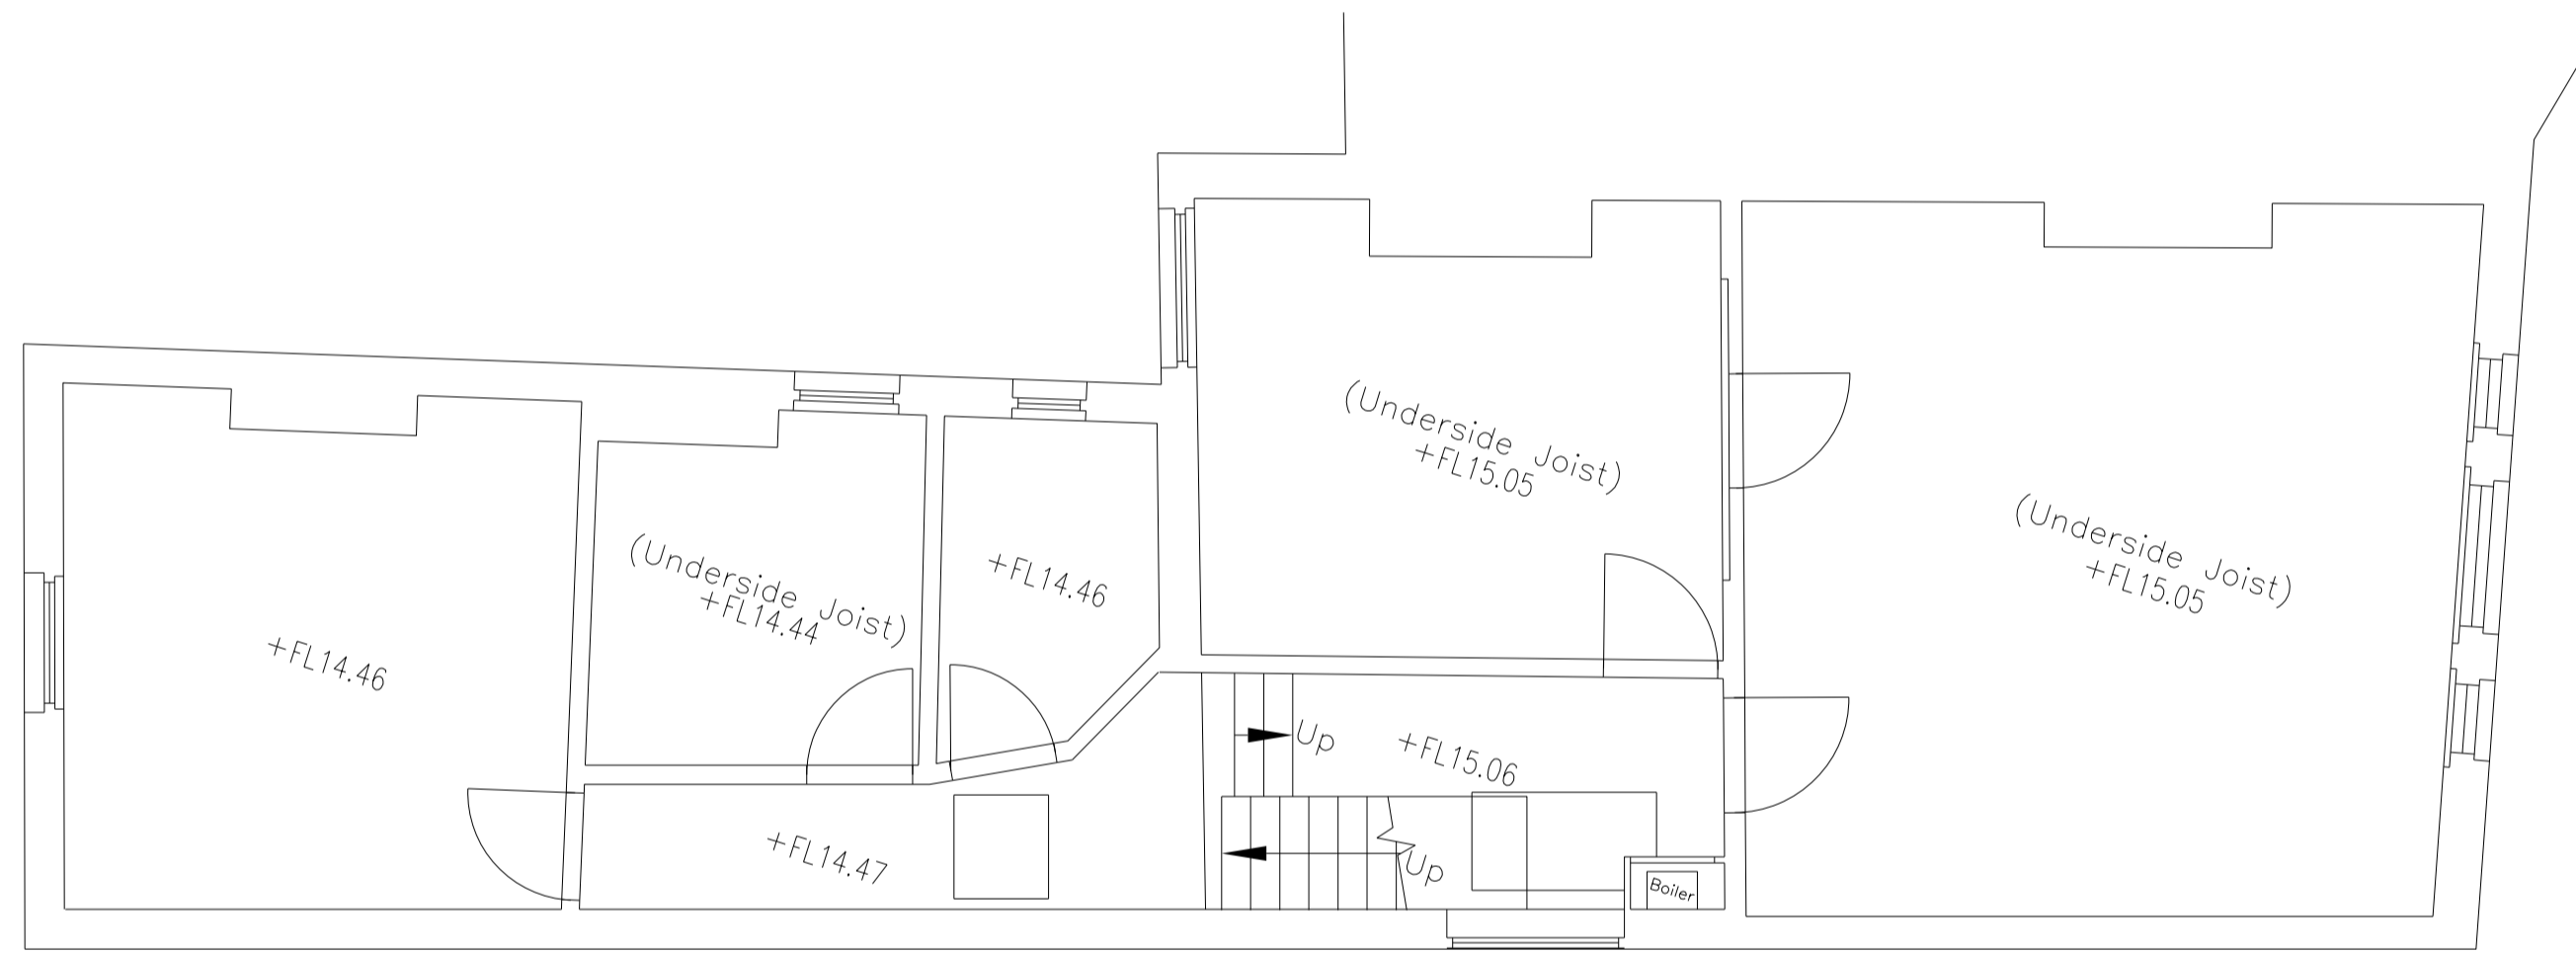 (Underside Joist)
+FL15.05
(Underside Joist)
+FL15.05
(Underside Joist)
+FL14.44
+FL14.46
+FL14.46
Up
+FL15.06
+FL14.47
Up
Boiler